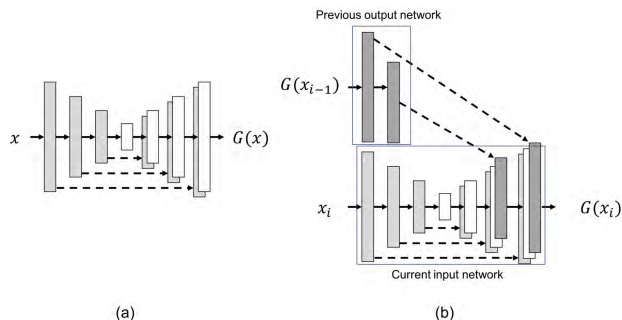 Previous output network
G(x_{i−1})
x
G(x)
x_i
G(x_i)
Current input network
(a)
(b)